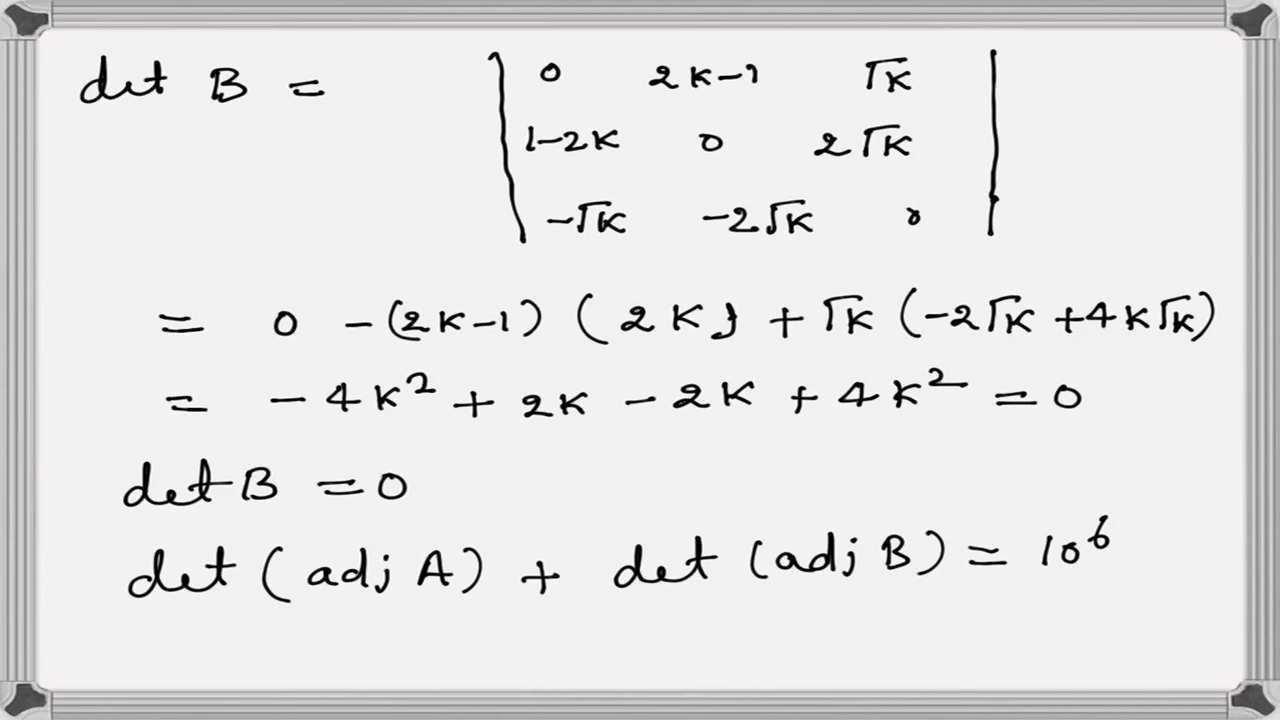 det B = | 0 2K-1 √K |
| 1-2K 0 2√K |
| -√K -2√K 0 |
= 0 -(2K-1) (2K) + √K (-2√K +4K√K)
= -4K² + 2K - 2K + 4K² = 0
det B = 0
det (adj A) + det (adj B) = 10⁶